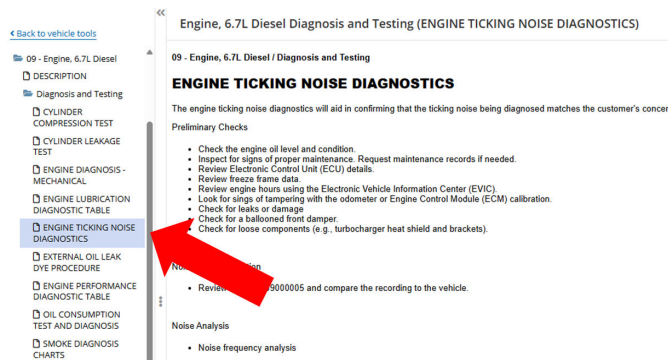 «
Engine, 6.7L Diesel Diagnosis and Testing (ENGINE TICKING NOISE DIAGNOSTICS)
Back to vehicle tools
09 - Engine, 6.7L Diesel
DESCRIPTION
Diagnosis and Testing
CYLINDER
COMPRESSION TEST
CYLINDER LEAKAGE
TEST
ENGINE DIAGNOSIS -
MECHANICAL
ENGINE LUBRICATION
DIAGNOSTIC TABLE
ENGINE TICKING NOISE
DIAGNOSTICS
EXTERNAL OIL LEAK
DYE PROCEDURE
ENGINE PERFORMANCE
DIAGNOSTIC TABLE
OIL CONSUMPTION
TEST AND DIAGNOSIS
SMOKE DIAGNOSIS
CHARTS
09 - Engine, 6.7L Diesel / Diagnosis and Testing
ENGINE TICKING NOISE DIAGNOSTICS
The engine ticking noise diagnostics will aid in confirming that the ticking noise being diagnosed matches the customer's
Preliminary Checks
• Check the engine oil level and condition.
• Inspect for signs of proper maintenance. Request maintenance records if needed.
• Review Electronic Control Unit (ECU) details.
• Review freeze frame data.
• Review engine hours using the Electronic Vehicle Information Center (EVIC).
• Look for sings of tampering with the odometer or Engine Control Module (ECM) calibration.
• Check for leaks or damage
• Check for a ballooned front damper.
• Check for loose components (e.g., turbocharger heat shield and brackets).
• and compare the recording to the vehicle.
Noise Analysis
• Noise frequency analysis